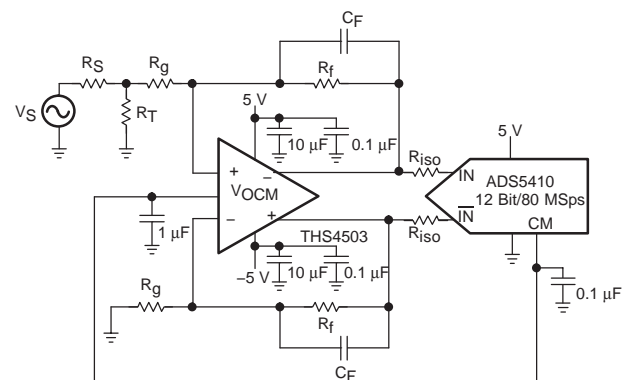 CF
RS
Rg
Rf
VS
RT
5 V
10 µF
0.1 µF
5 V
Riso
IN
ADS5410
12 Bit/80 MSps
IN
CM
+
−
VOCM
−
+
1 µF
THS4503
Riso
−5 V
10 µF
0.1 µF
0.1 µF
Rg
Rf
CF